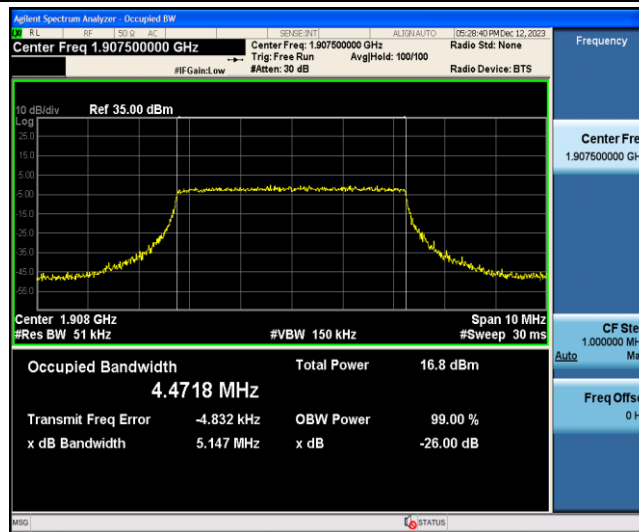 Agilent Spectrum Analyzer - Occupied BW
RL RF 50 Ω AC SENSE:INT ALIGN AUTO 05:28:40 PM Dec 12, 2023
Center Freq 1.907500000 GHz Center Freq: 1.907500000 GHz Radio Std: None Frequency
Trig: Free Run Avg|Hold: 100/100
#IFGain:Low #Atten: 30 dB Radio Device: BTS
10 dB/div Ref 35.00 dBm
Log
25.0
15.0
5.00
-5.00
-15.0
-25.0
-35.0
-45.0
-55.0
Center Fre
1.907500000 GH
Center 1.908 GHz Span 10 MHz
#Res BW 51 kHz #VBW 150 kHz #Sweep 30 ms
CF Ste
1.000000 MH
Auto Ma
Occupied Bandwidth Total Power 16.8 dBm
4.4718 MHz
Freq Offse
0 H
Transmit Freq Error -4.832 kHz OBW Power 99.00 %
x dB Bandwidth 5.147 MHz x dB -26.00 dB
MSG STATUS